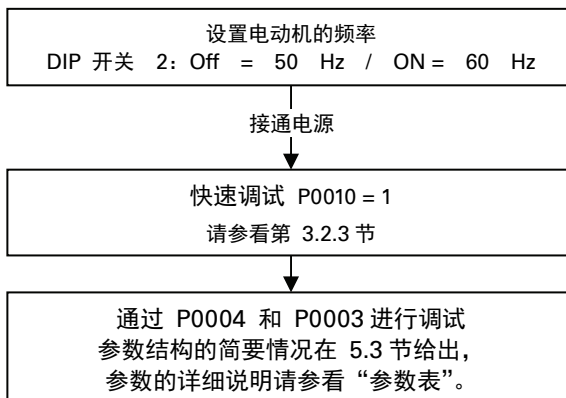 设置电动机的频率
DIP 开关 2: Off = 50 Hz / ON = 60 Hz
接通电源
快速调试 P0010 = 1
请参看第 3.2.3 节
通过 P0004 和 P0003 进行调试
参数结构的简要情况在 5.3 节给出，
参数的详细说明请参看“参数表”。